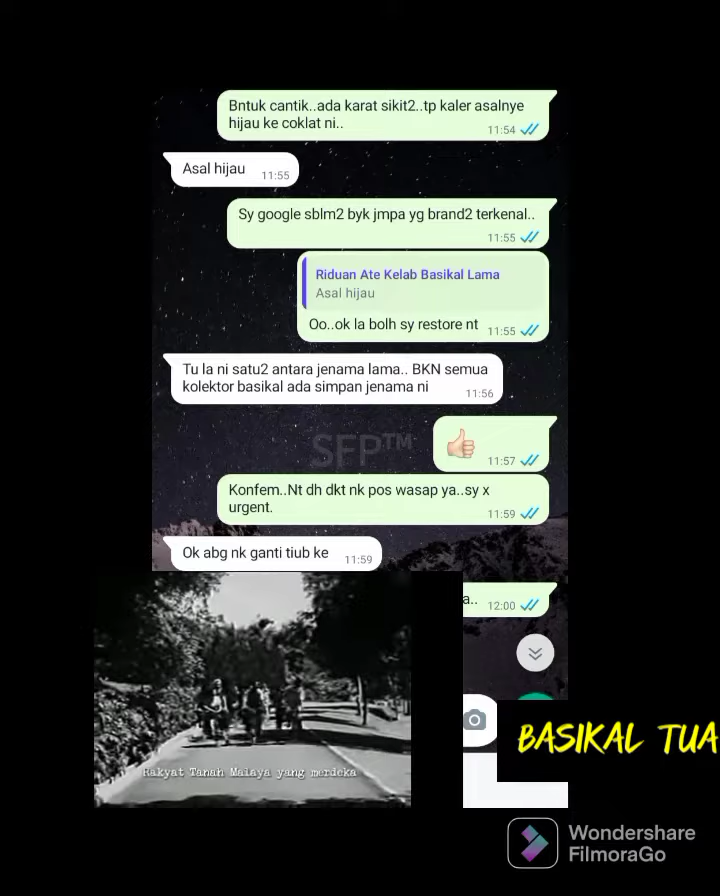 Bntuk cantik..ada karat sikit2..tp kaler asalnye
hijau ke coklat ni..
11:54
Asal hijau
11:55
Sy google sblm2 byk jmpa yg brand2 terkenal..
11:55
Riduan Ate Kelab Basikal Lama
Asal hijau
Oo..ok la bolh sy restore nt
11:55
Tu la ni satu2 antara jenama lama.. BKN semua
kolektor basikal ada simpan jenama ni
11:56
SFP™
👍🏻
11:57
Konfem..Nt dh dkt nk pos wasap ya..sy x
urgent.
11:59
Ok abg nk ganti tiub ke
11:59
a..
12:00
Rakyat Tanah Malaya yang merdeka
BASIKAL TUA
Wondershare
FilmoraGo